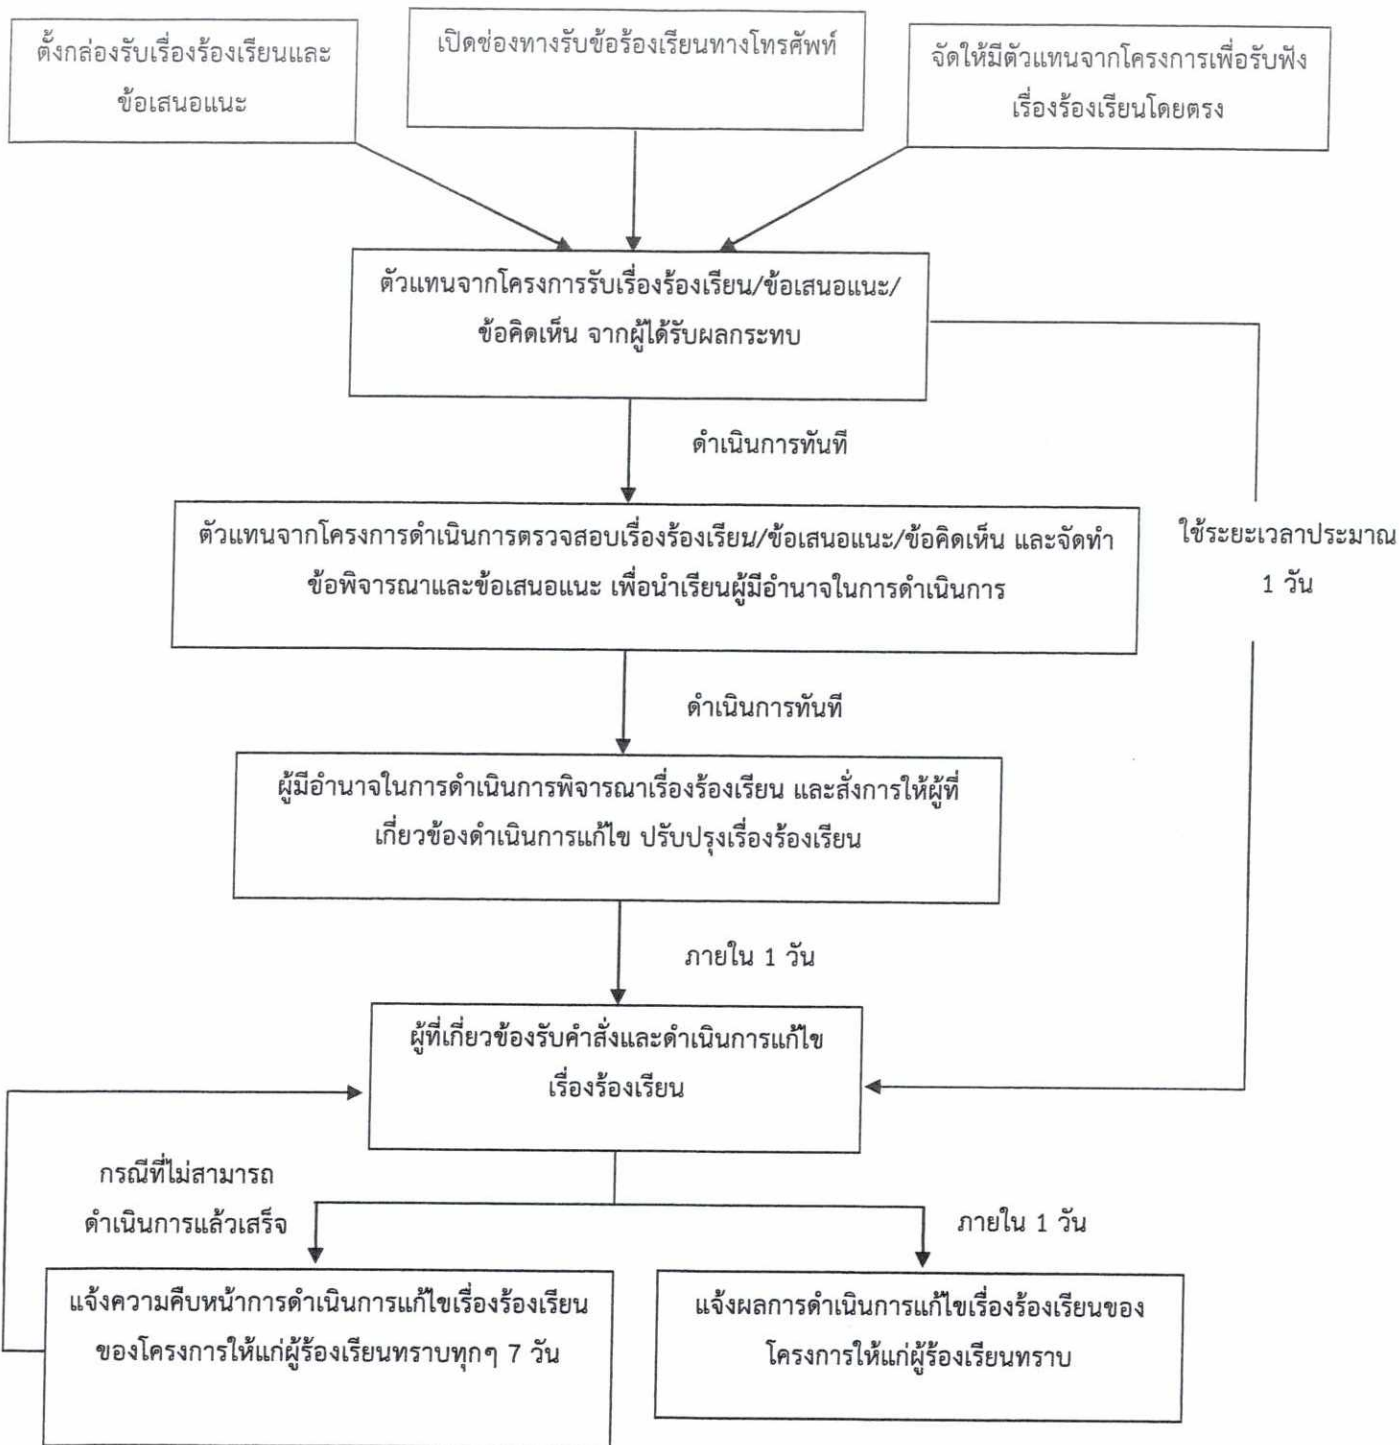 ตั้งกล่องรับเรื่องร้องเรียนและ
ข้อเสนอแนะ
เปิดช่องทางรับข้อร้องเรียนทางโทรศัพท์
จัดให้มีตัวแทนจากโครงการเพื่อรับฟัง
เรื่องร้องเรียนโดยตรง
ตัวแทนจากโครงการรับเรื่องร้องเรียน/ข้อเสนอแนะ/
ข้อคิดเห็น จากผู้ได้รับผลกระทบ
ดำเนินการทันที
ตัวแทนจากโครงการดำเนินการตรวจสอบเรื่องร้องเรียน/ข้อเสนอแนะ/ข้อคิดเห็น และจัดทำ
ข้อพิจารณาและข้อเสนอแนะ เพื่อนำเรียนผู้มีอำนาจในการดำเนินการ
ใช้ระยะเวลาประมาณ
1 วัน
ดำเนินการทันที
ผู้มีอำนาจในการดำเนินการพิจารณาเรื่องร้องเรียน และสั่งการให้ผู้ที่
เกี่ยวข้องดำเนินการแก้ไข ปรับปรุงเรื่องร้องเรียน
ภายใน 1 วัน
ผู้ที่เกี่ยวข้องรับคำสั่งและดำเนินการแก้ไข
เรื่องร้องเรียน
กรณีที่ไม่สามารถ
ดำเนินการแล้วเสร็จ
ภายใน 1 วัน
แจ้งความคืบหน้าการดำเนินการแก้ไขเรื่องร้องเรียน
ของโครงการให้แก่ผู้ร้องเรียนทราบทุกๆ 7 วัน
แจ้งผลการดำเนินการแก้ไขเรื่องร้องเรียนของ
โครงการให้แก่ผู้ร้องเรียนทราบ